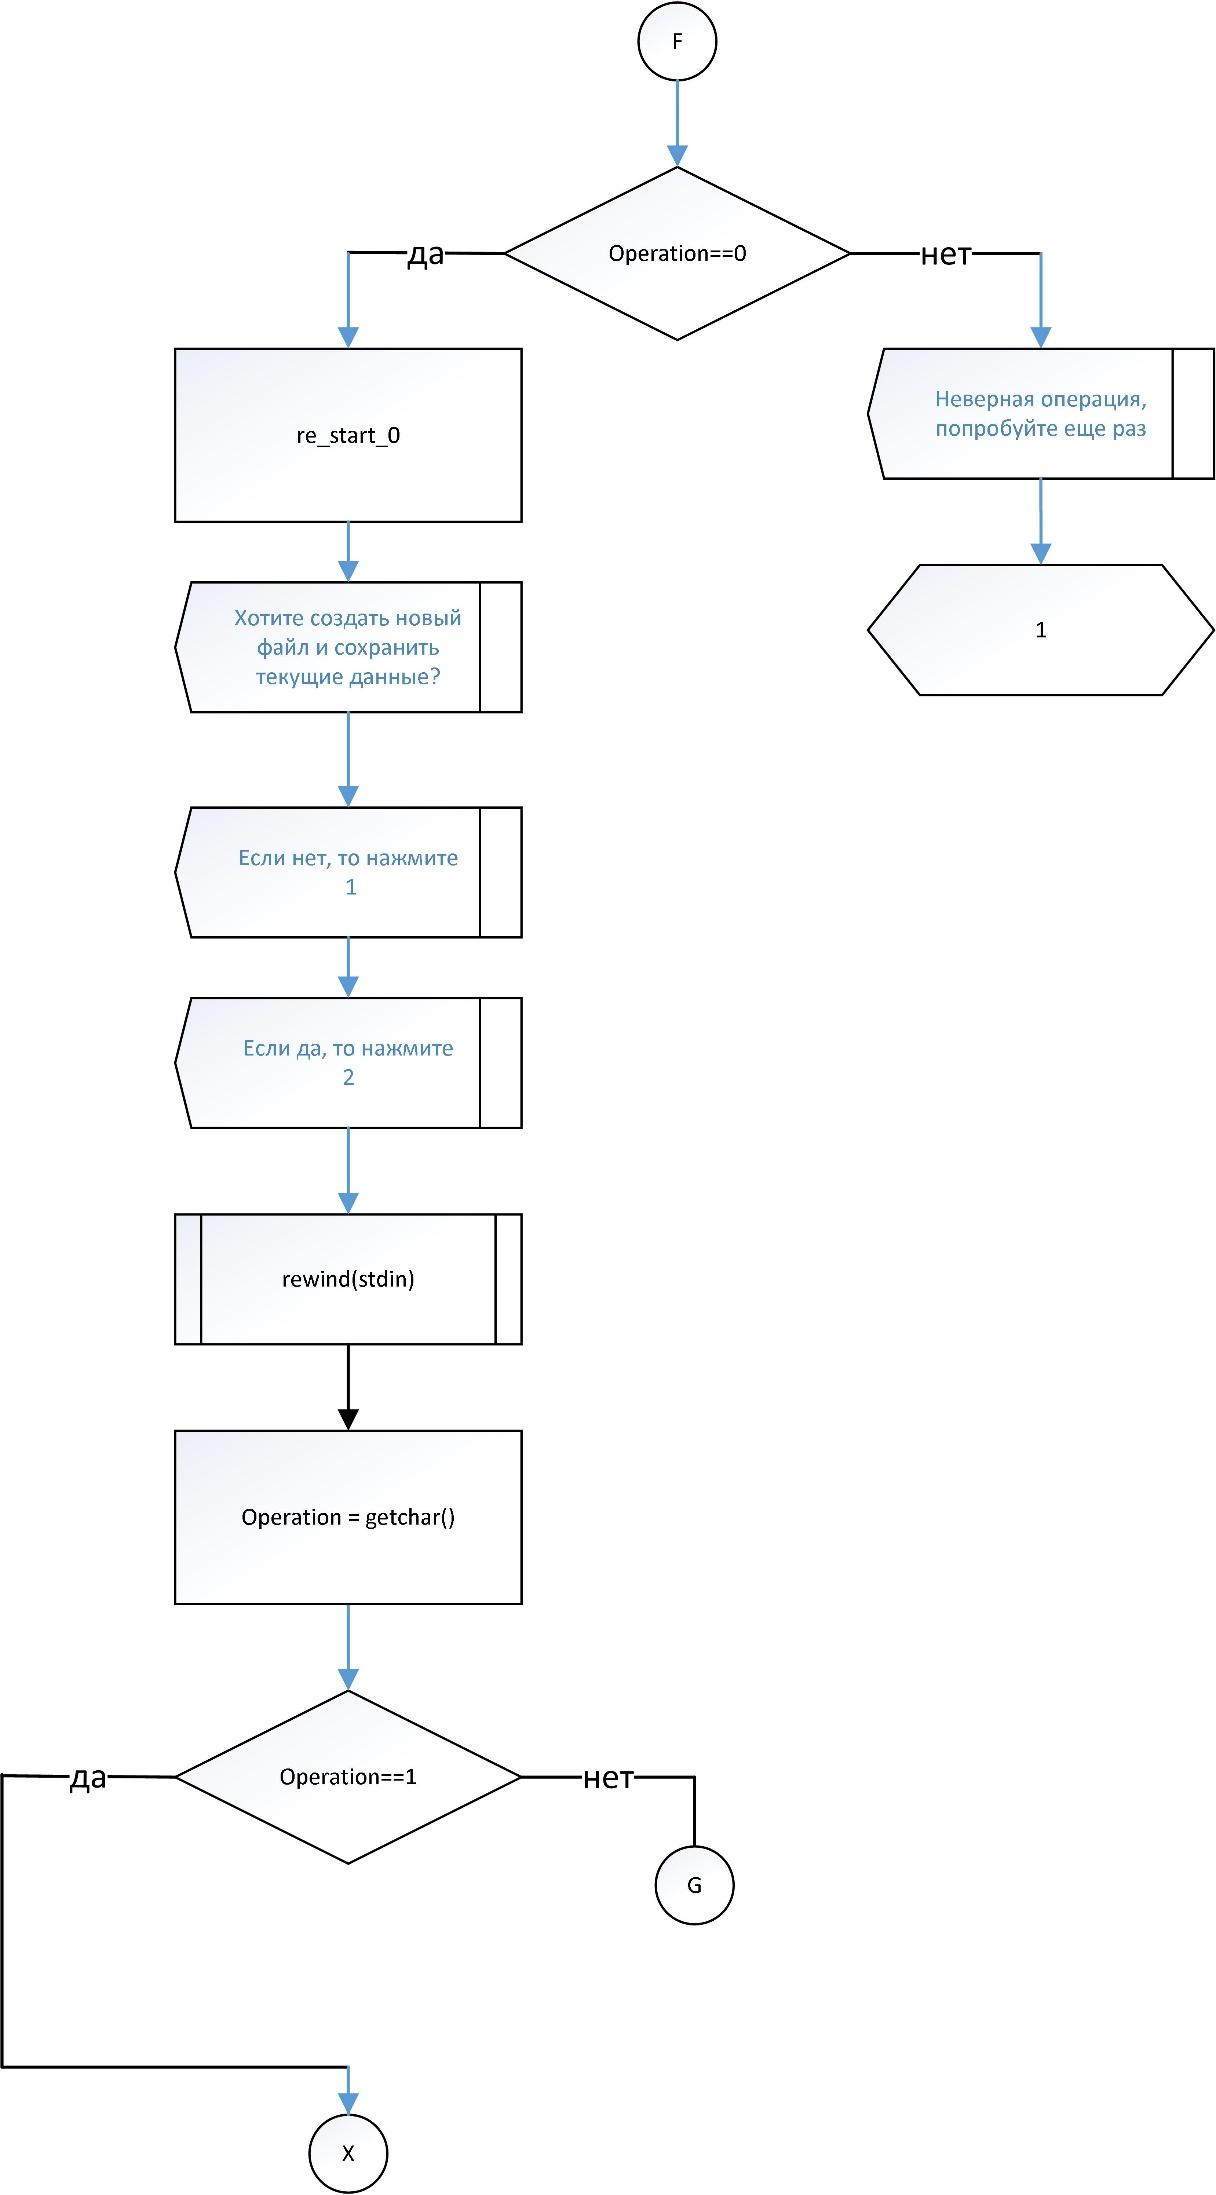 F
Operation==0
да
нет
re_start_0
Неверная операция,
попробуйте еще раз
1
Хотите создать новый
файл и сохранить
текущие данные?
Если нет, то нажмите
1
Если да, то нажмите
2
rewind(stdin)
Operation = getchar()
Operation==1
да
нет
G
X